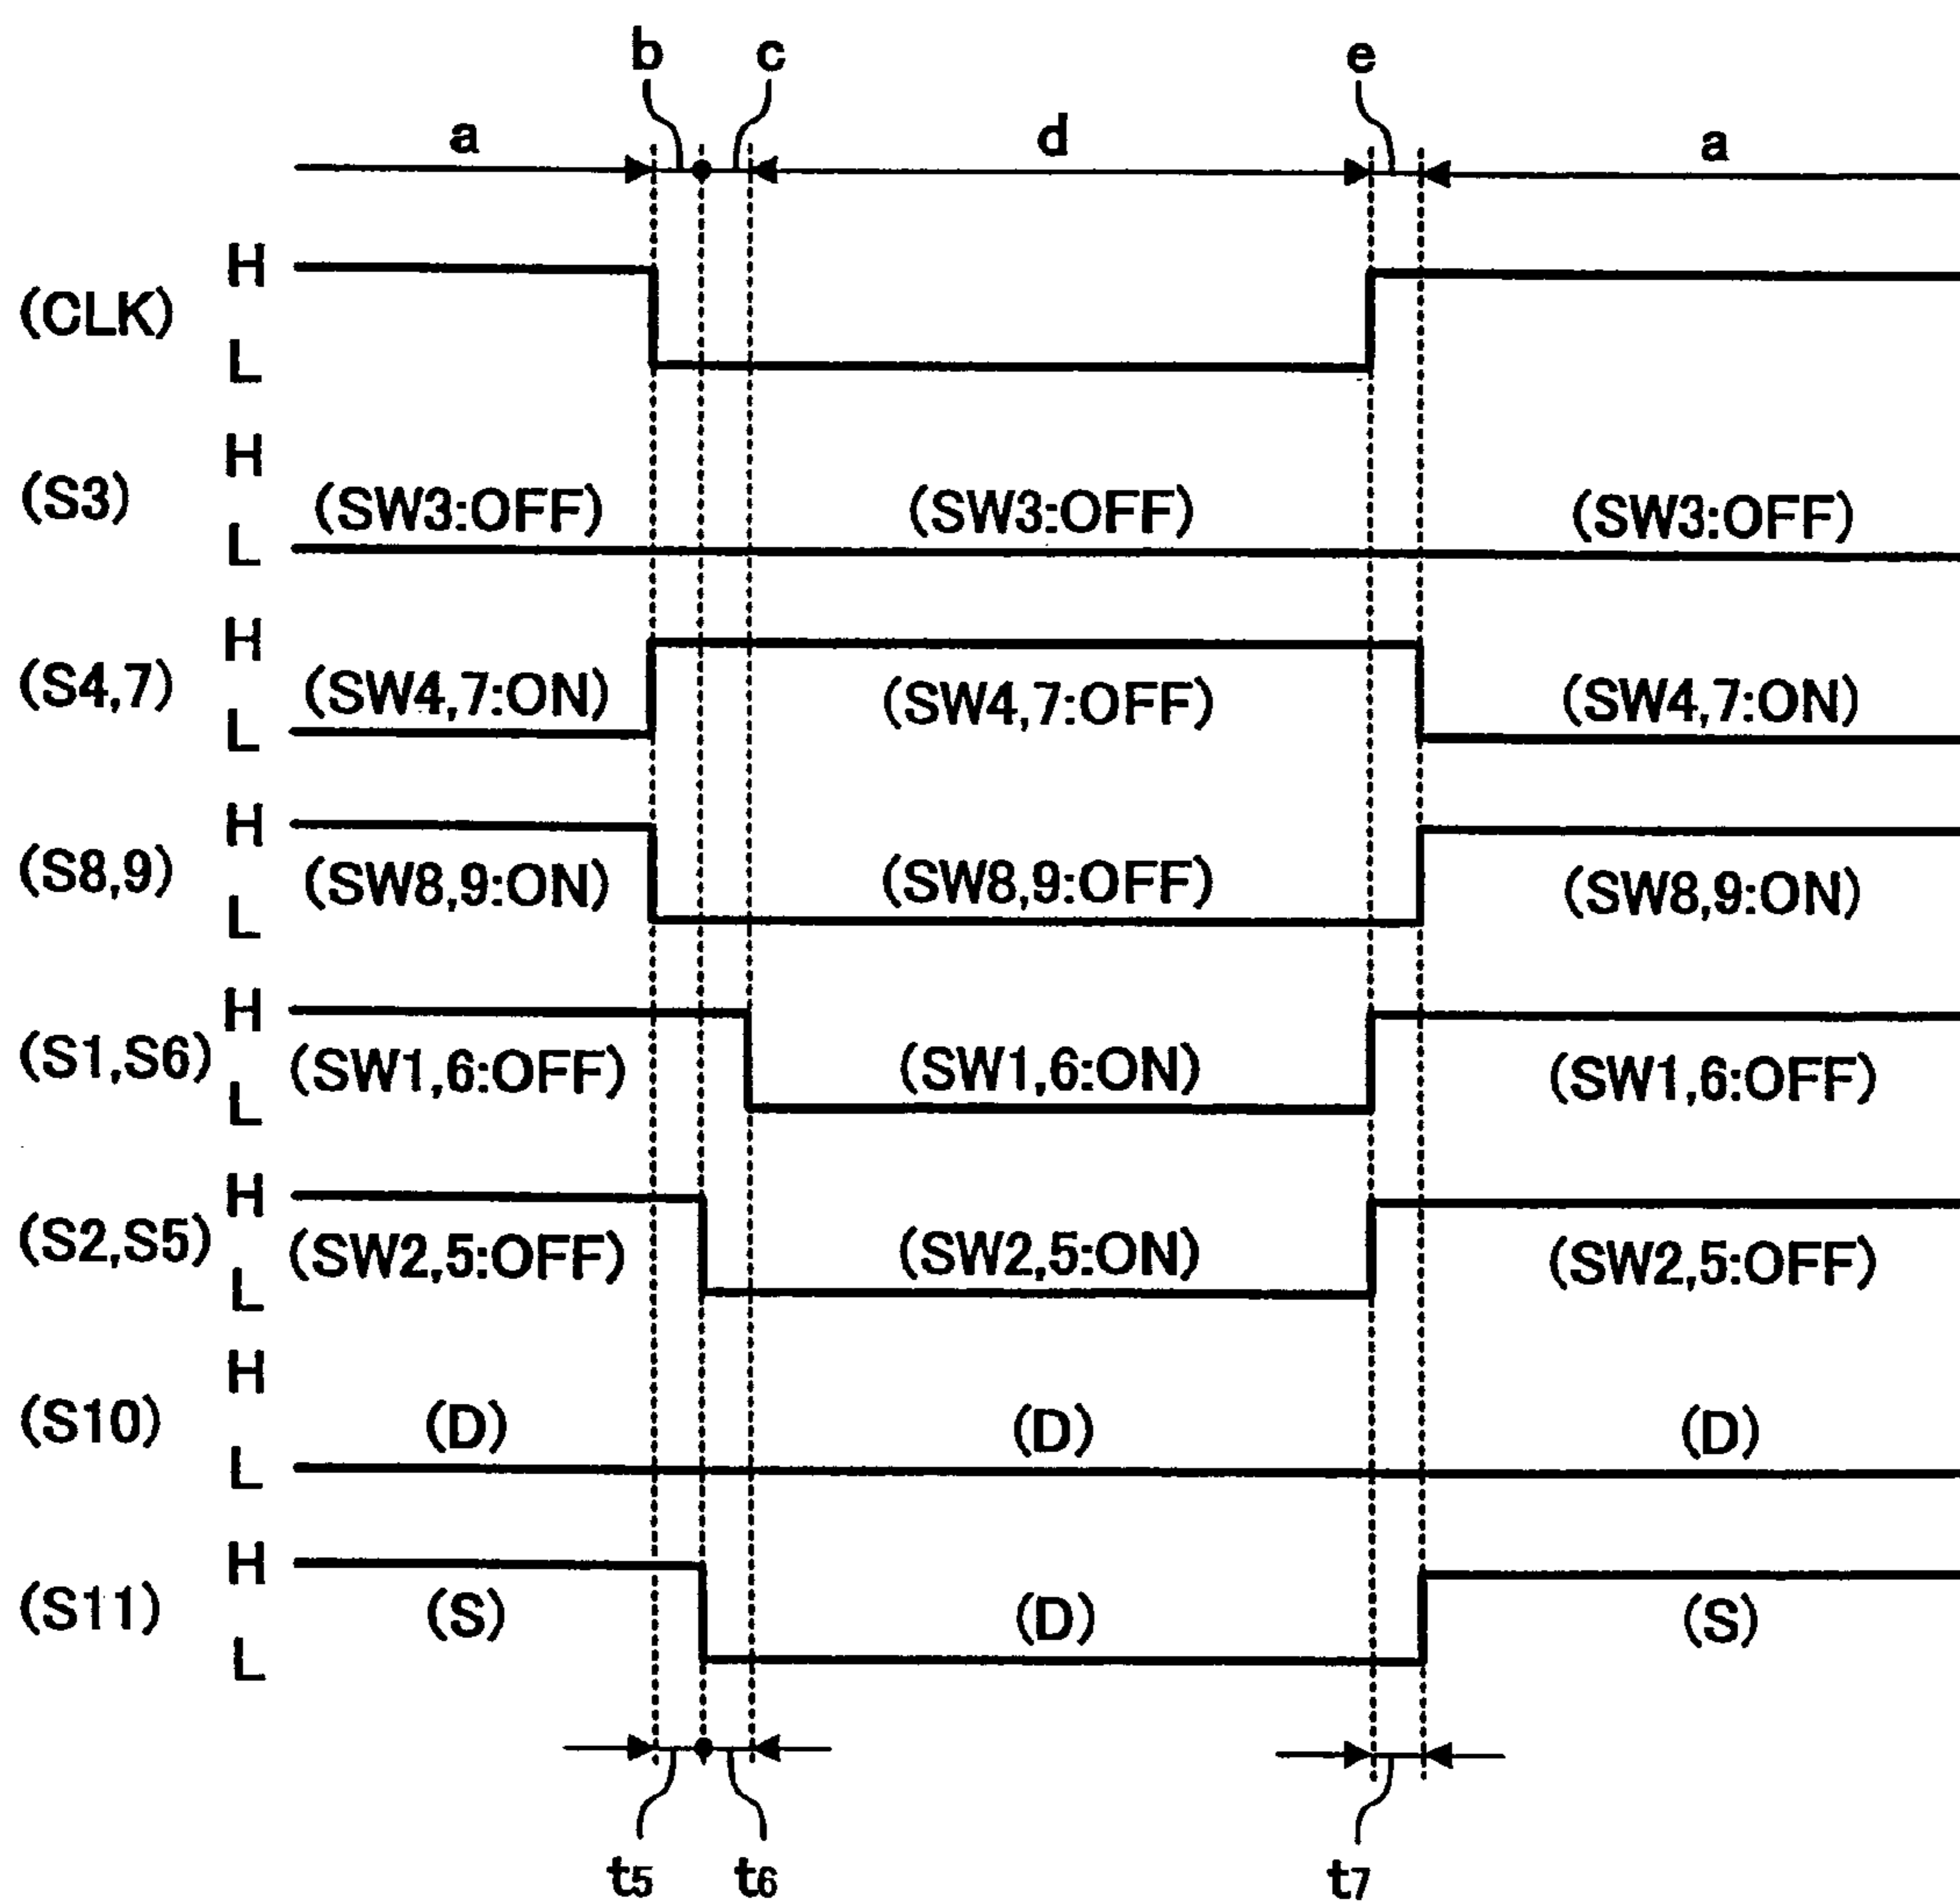 b c e
a d a
(CLK) H
L
(S3) H
L (SW3:OFF) (SW3:OFF) (SW3:OFF)
(S4,7) H
L (SW4,7:ON) (SW4,7:OFF) (SW4,7:ON)
(S8,9) H
L (SW8,9:ON) (SW8,9:OFF) (SW8,9:ON)
(S1,S6) H
L (SW1,6:OFF) (SW1,6:ON) (SW1,6:OFF)
(S2,S5) H
L (SW2,5:OFF) (SW2,5:ON) (SW2,5:OFF)
(S10) H
L (D) (D) (D)
(S11) H
L (S) (D) (S)
t5 t6 t7